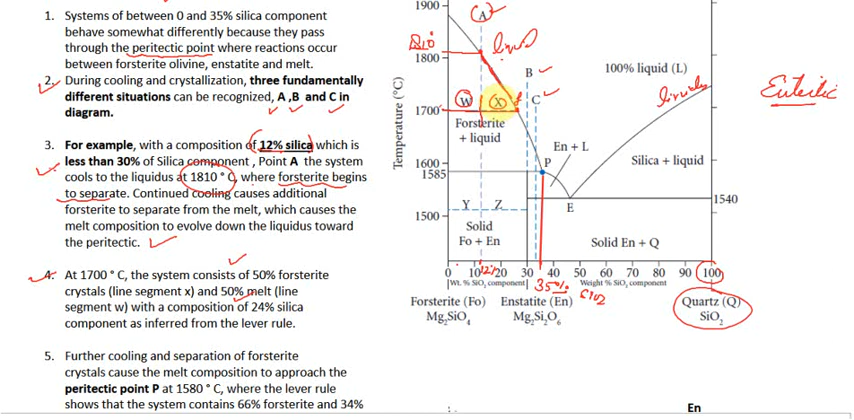 1. Systems of between 0 and 35% silica component
behave somewhat differently because they pass
through the peritectic point where reactions occur
between forsterite olivine, enstatite and melt.
2. During cooling and crystallization, three fundamentally
different situations can be recognized, A ,B and C in
diagram.
3. For example, with a composition of 12% silica which is
less than 30% of Silica component , Point A the system
cools to the liquidus at 1810 ° C, where forsterite begins
to separate. Continued cooling causes additional
forsterite to separate from the melt, which causes the
melt composition to evolve down the liquidus toward
the peritectic.
4. At 1700 ° C, the system consists of 50% forsterite
crystals (line segment x) and 50% melt (line
segment w) with a composition of 24% silica
component as inferred from the lever rule.
5. Further cooling and separation of forsterite
crystals cause the melt composition to approach the
peritectic point P at 1580 ° C, where the lever rule
shows that the system contains 66% forsterite and 34%
Temperature (°C)
1900
A
1810
liquid
1800
B
C
100% liquid (L)
liquidus
Eutectic
W
X
1700
Forsterite
+ liquid
En + L
1600
P
Silica + liquid
1585
1540
Y
Z
E
1500
Solid
Fo + En
Solid En + Q
0 10 12% 20 30 40 50 60 70 80 90 100
Wt. % SiO2 component
35%
SiO2
Weight % SiO2 component
Forsterite (Fo)
Mg2SiO4
Enstatite (En)
Mg2Si2O6
Quartz (Q)
SiO2
En